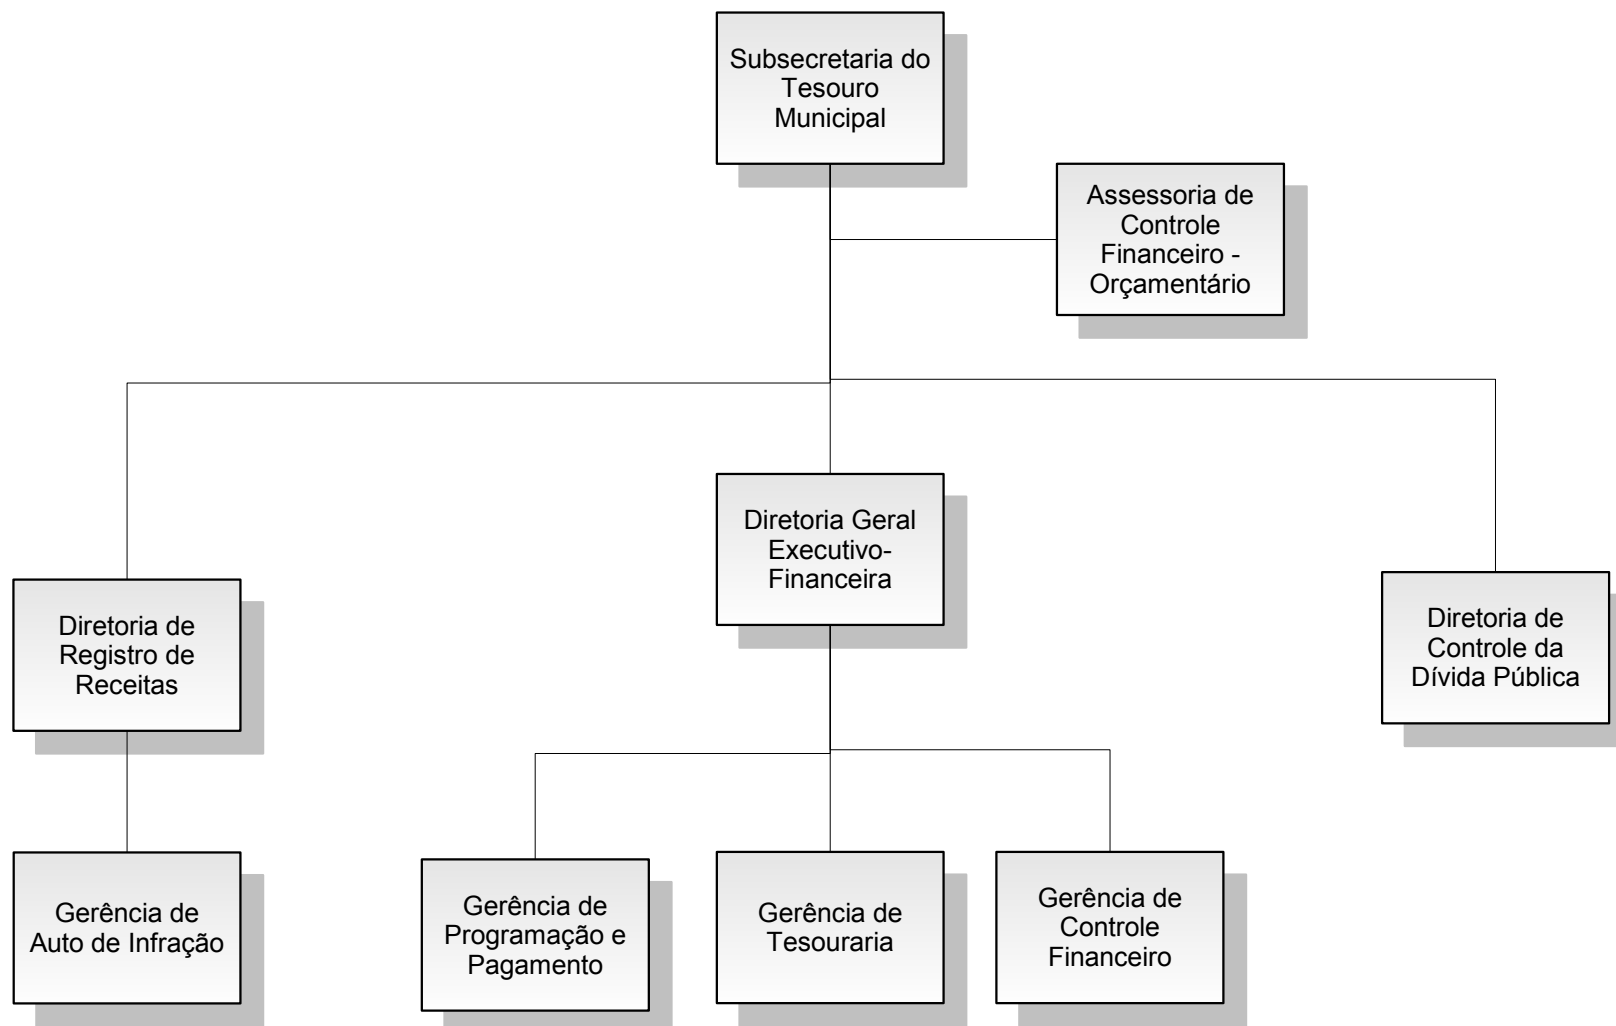 Subsecretaria do
Tesouro
Municipal
Assessoria de
Controle
Financeiro -
Orçamentário
Diretoria Geral
Executivo-
Financeira
Diretoria de
Registro de
Receitas
Diretoria de
Controle da
Dívida Pública
Gerência de
Auto de Infração
Gerência de
Programação e
Pagamento
Gerência de
Tesouraria
Gerência de
Controle
Financeiro